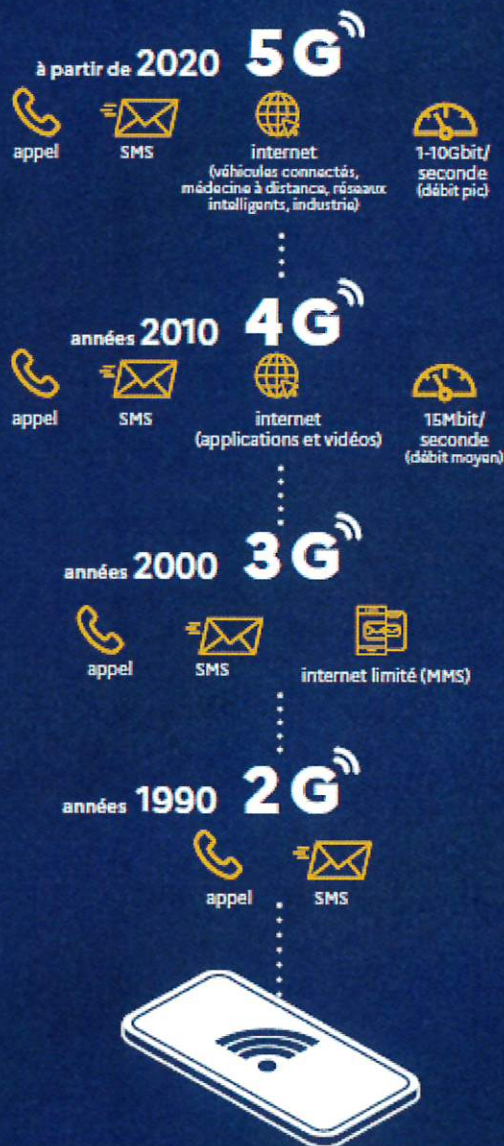 à partir de 2020 5G
appel
SMS
internet
(véhicules connectés,
médecine à distance, réseaux
intelligents, industrie)
1-10Gbit/
seconde
(débit pic)
années 2010 4G
appel
SMS
internet
(applications et vidéos)
15Mbit/
seconde
(débit moyen)
années 2000 3G
appel
SMS
internet limité (MMS)
années 1990 2G
appel
SMS